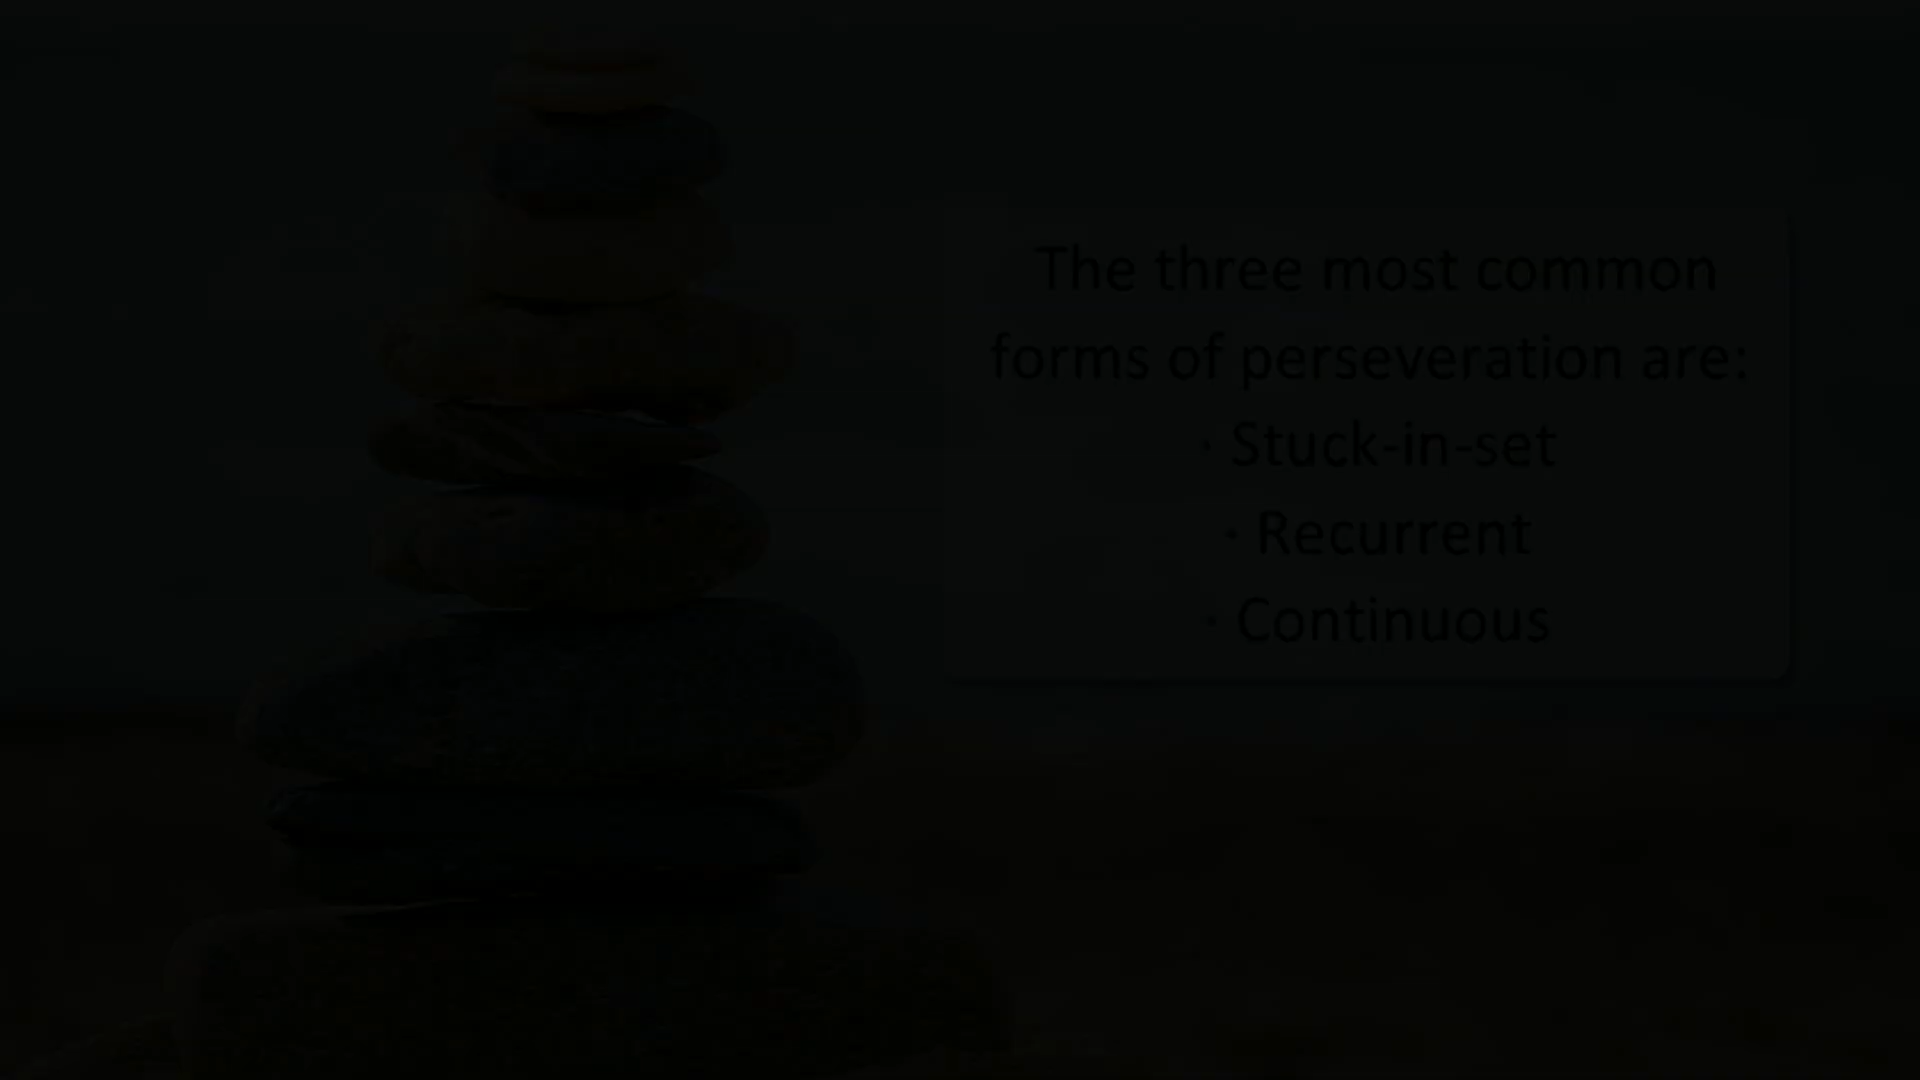 The three most common
forms of perseveration are:
· Stuck-in-set
· Recurrent
· Continuous